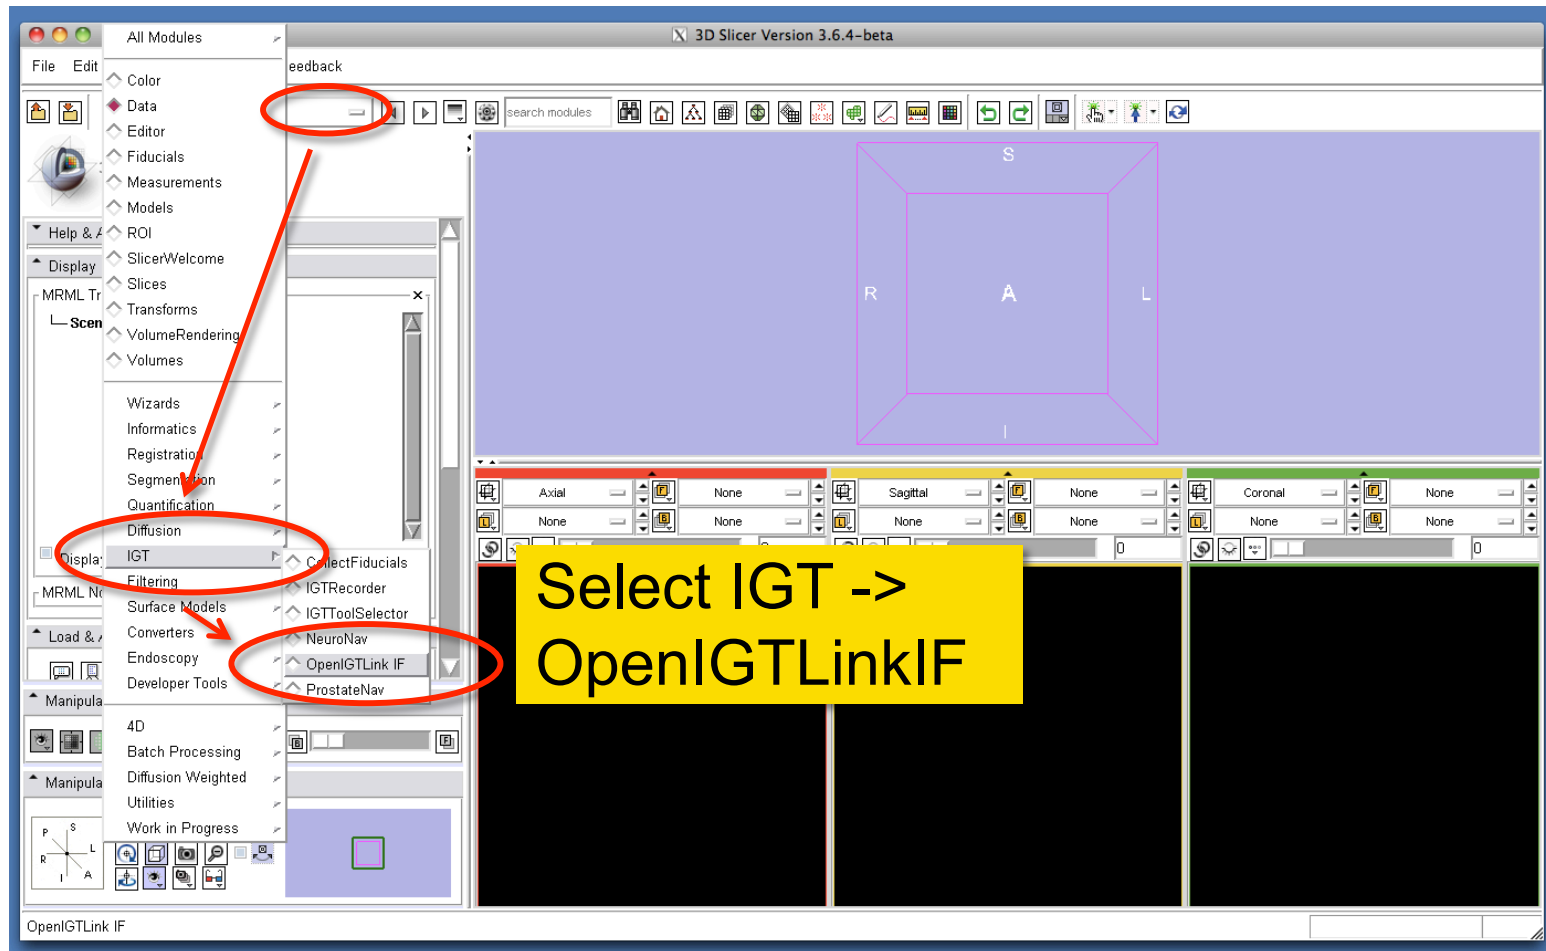 3D Slicer Version 3.6.4-beta
File Edit
eedback
All Modules
Color
Data
Editor
Fiducials
Measurements
Models
ROI
SlicerWelcome
Slices
Transforms
VolumeRendering
Volumes
Wizards
Informatics
Registration
Segmentation
Quantification
Diffusion
IGT
Filtering
Surface Models
Converters
Endoscopy
Developer Tools
4D
Batch Processing
Diffusion Weighted
Utilities
Work in Progress
CollectFiducials
IGTRecorder
IGTToolSelector
NeuroNav
OpenIGTLink IF
ProstateNav
search modules
Help & A
Display
MRML Tr
Scen
Display
MRML No
Load & A
Manipula
Manipula
P S
R L
I A
S
R A L
I
Axial None
None None
Sagittal None
None None
0
Coronal None
None None
0
Select IGT ->
OpenIGTLinkIF
OpenIGTLink IF